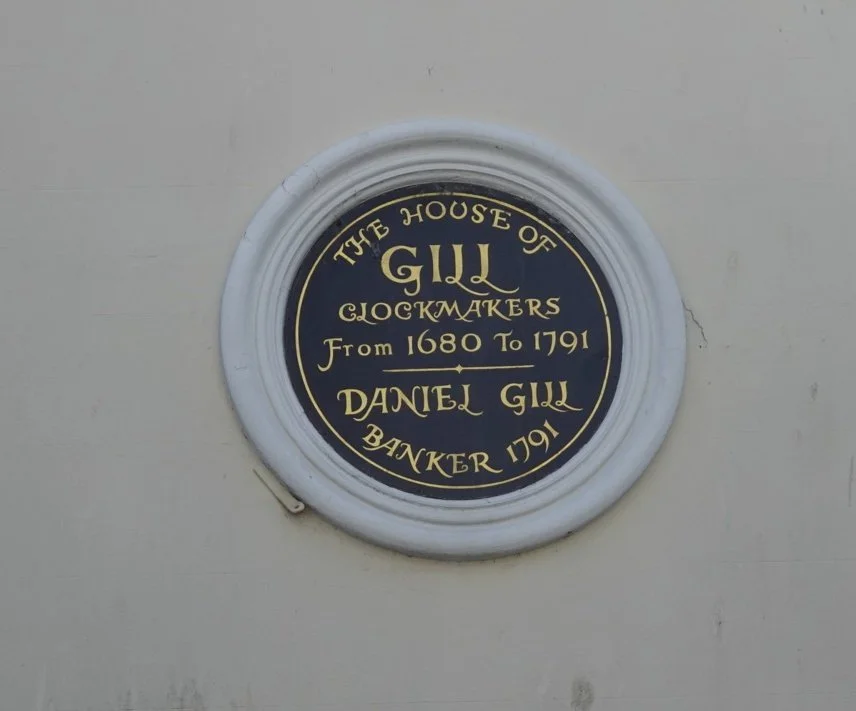 THE HOUSE OF
GILL
CLOCKMAKERS
From 1680 To 1791
DANIEL GILL
BANKER 1791